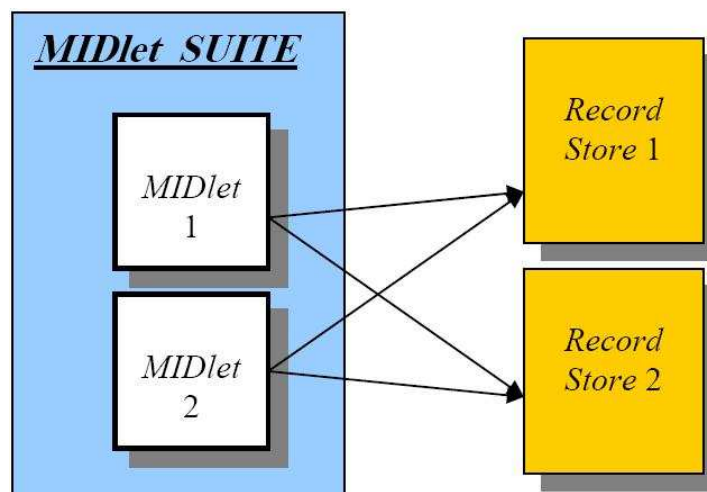 MIDlet SUITE
MIDlet
1
MIDlet
2
Record
Store 1
Record
Store 2